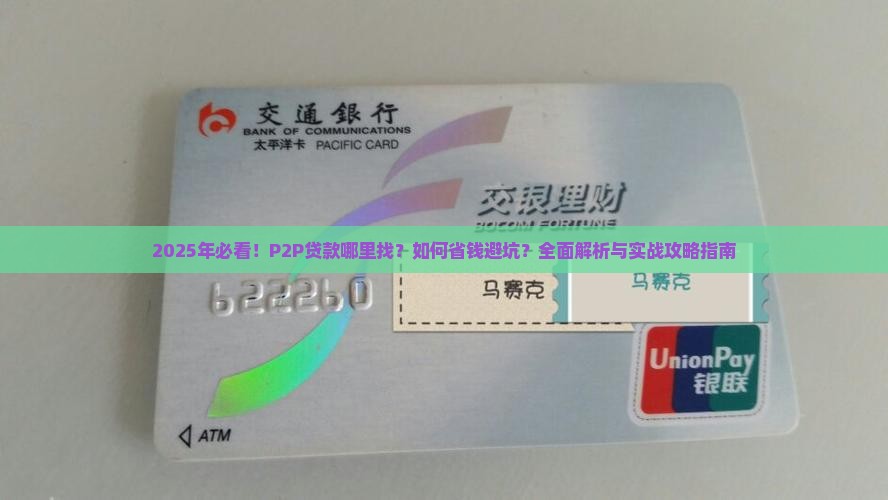 交通銀行
BANK OF COMMUNICATIONS
太平洋卡 PACIFIC CARD
交银理财
BOCOM FORTUNE
2025年必看！P2P贷款哪里找？如何省钱避坑？全面解析与实战攻略指南
622260
马赛克 马赛克
UnionPay
银联
ATM